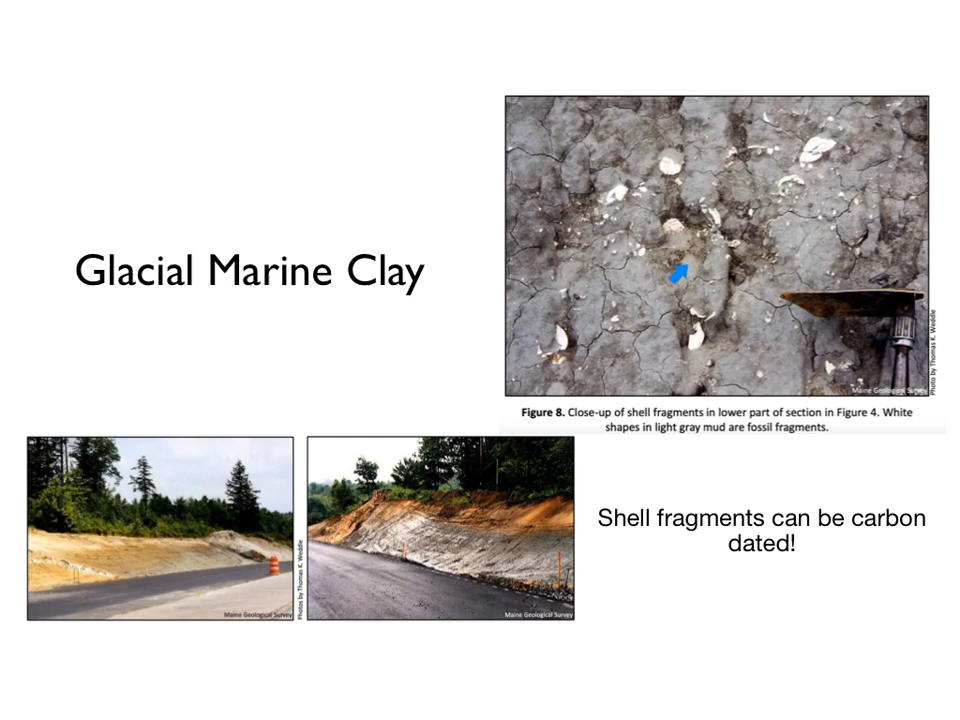 Glacial Marine Clay
Maine Geological Survey
Photo by Thomas K. Weddle
Figure 8. Close-up of shell fragments in lower part of section in Figure 4. White
shapes in light gray mud are fossil fragments.
Maine Geological Survey
Photos by Thomas K. Weddle
Maine Geological Survey
Shell fragments can be carbon
dated!